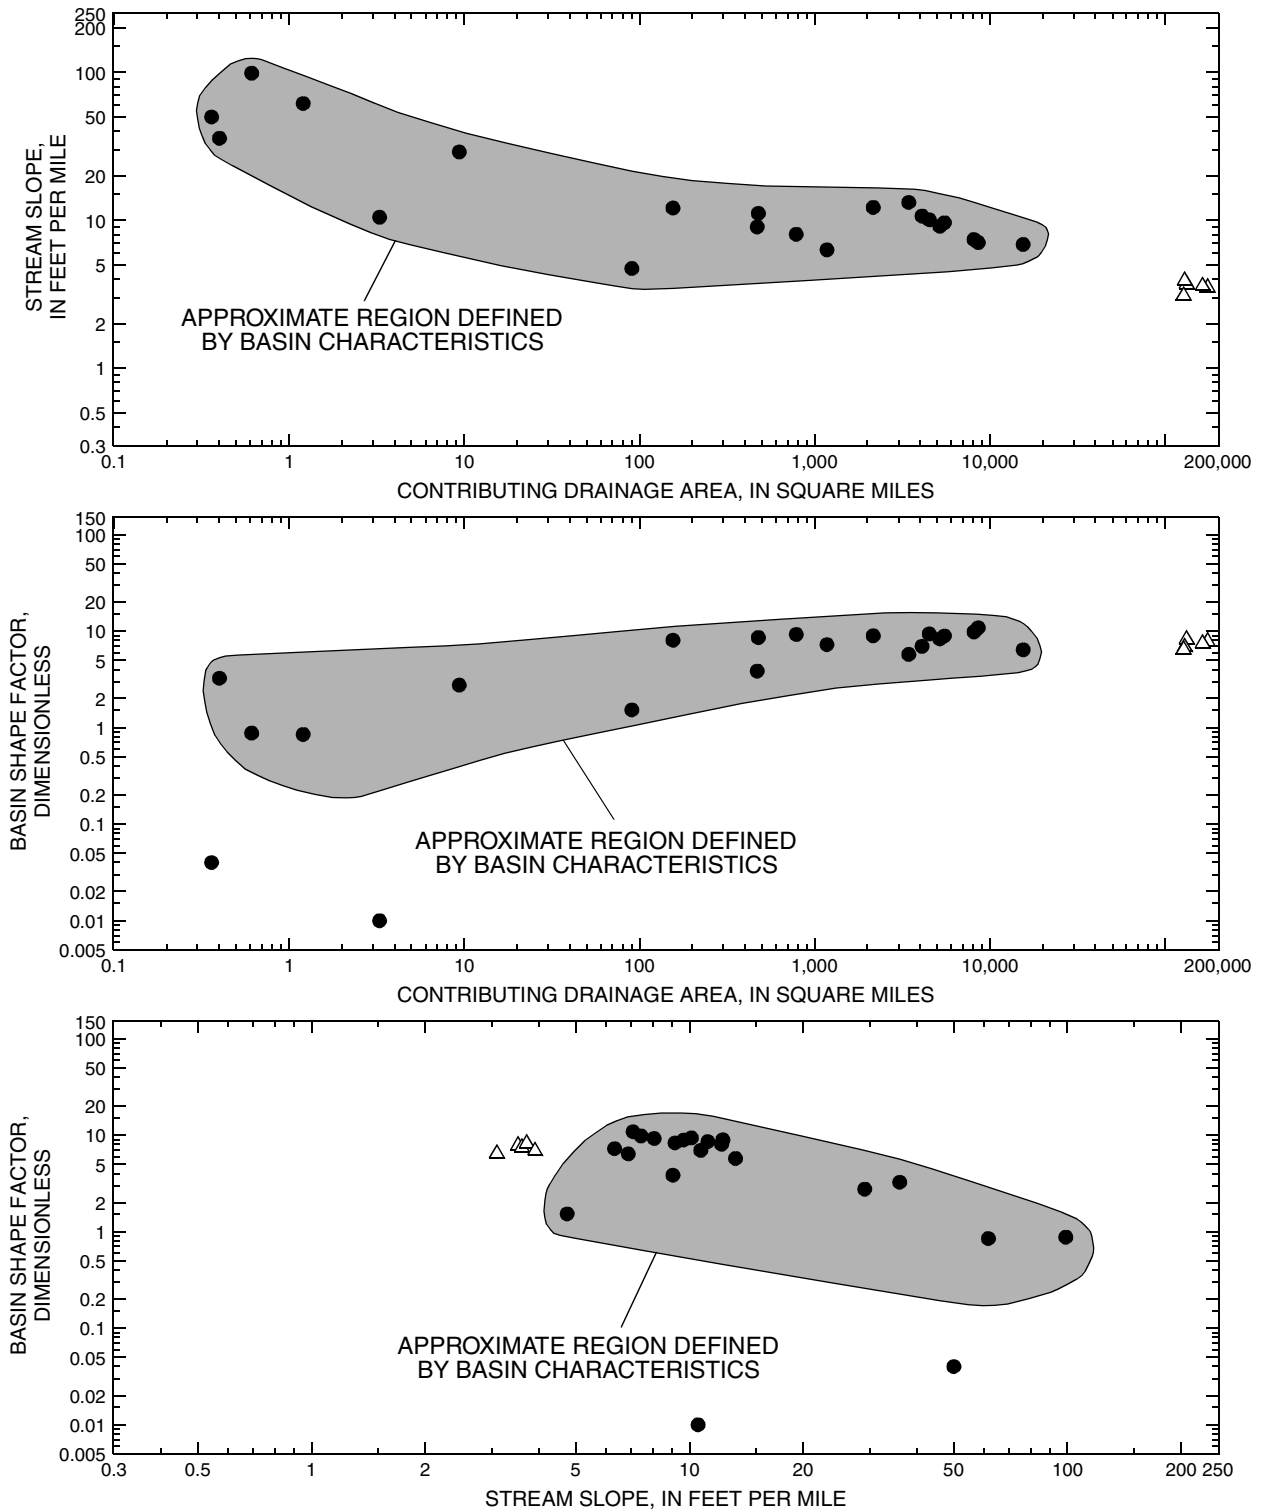 250
200
100
50
20
10
5
2
1
0.5
0.3
STREAM SLOPE,
IN FEET PER MILE
APPROXIMATE REGION DEFINED
BY BASIN CHARACTERISTICS
0.1 1 10 100 1,000 10,000 200,000
CONTRIBUTING DRAINAGE AREA, IN SQUARE MILES
150
100
50
20
10
5
2
1
0.5
0.2
0.1
0.05
0.02
0.01
0.005
BASIN SHAPE FACTOR,
DIMENSIONLESS
APPROXIMATE REGION DEFINED
BY BASIN CHARACTERISTICS
0.1 1 10 100 1,000 10,000 200,000
CONTRIBUTING DRAINAGE AREA, IN SQUARE MILES
150
100
50
20
10
5
2
1
0.5
0.2
0.1
0.05
0.02
0.01
0.005
BASIN SHAPE FACTOR,
DIMENSIONLESS
APPROXIMATE REGION DEFINED
BY BASIN CHARACTERISTICS
0.3 0.5 1 2 5 10 20 50 100 200 250
STREAM SLOPE, IN FEET PER MILE